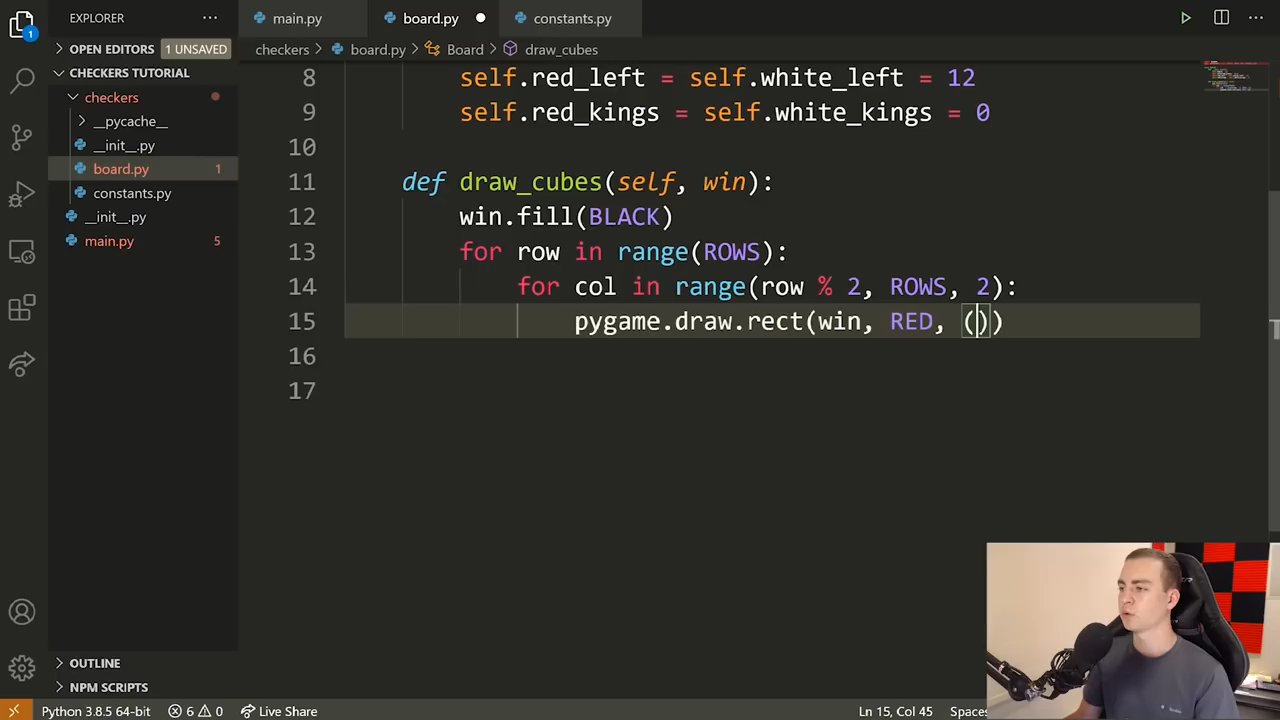 EXPLORER
1
OPEN EDITORS 1 UNSAVED
CHECKERS TUTORIAL
checkers
__pycache__
__init__.py
board.py 1
constants.py
__init__.py
main.py 5
OUTLINE
NPM SCRIPTS
main.py board.py constants.py
checkers > board.py > Board > draw_cubes
8 self.red_left = self.white_left = 12
9 self.red_kings = self.white_kings = 0
10
11 def draw_cubes(self, win):
12 win.fill(BLACK)
13 for row in range(ROWS):
14 for col in range(row % 2, ROWS, 2):
15 pygame.draw.rect(win, RED, ())
16
17
Python 3.8.5 64-bit 6 0 Live Share Ln 15, Col 45 Spaces